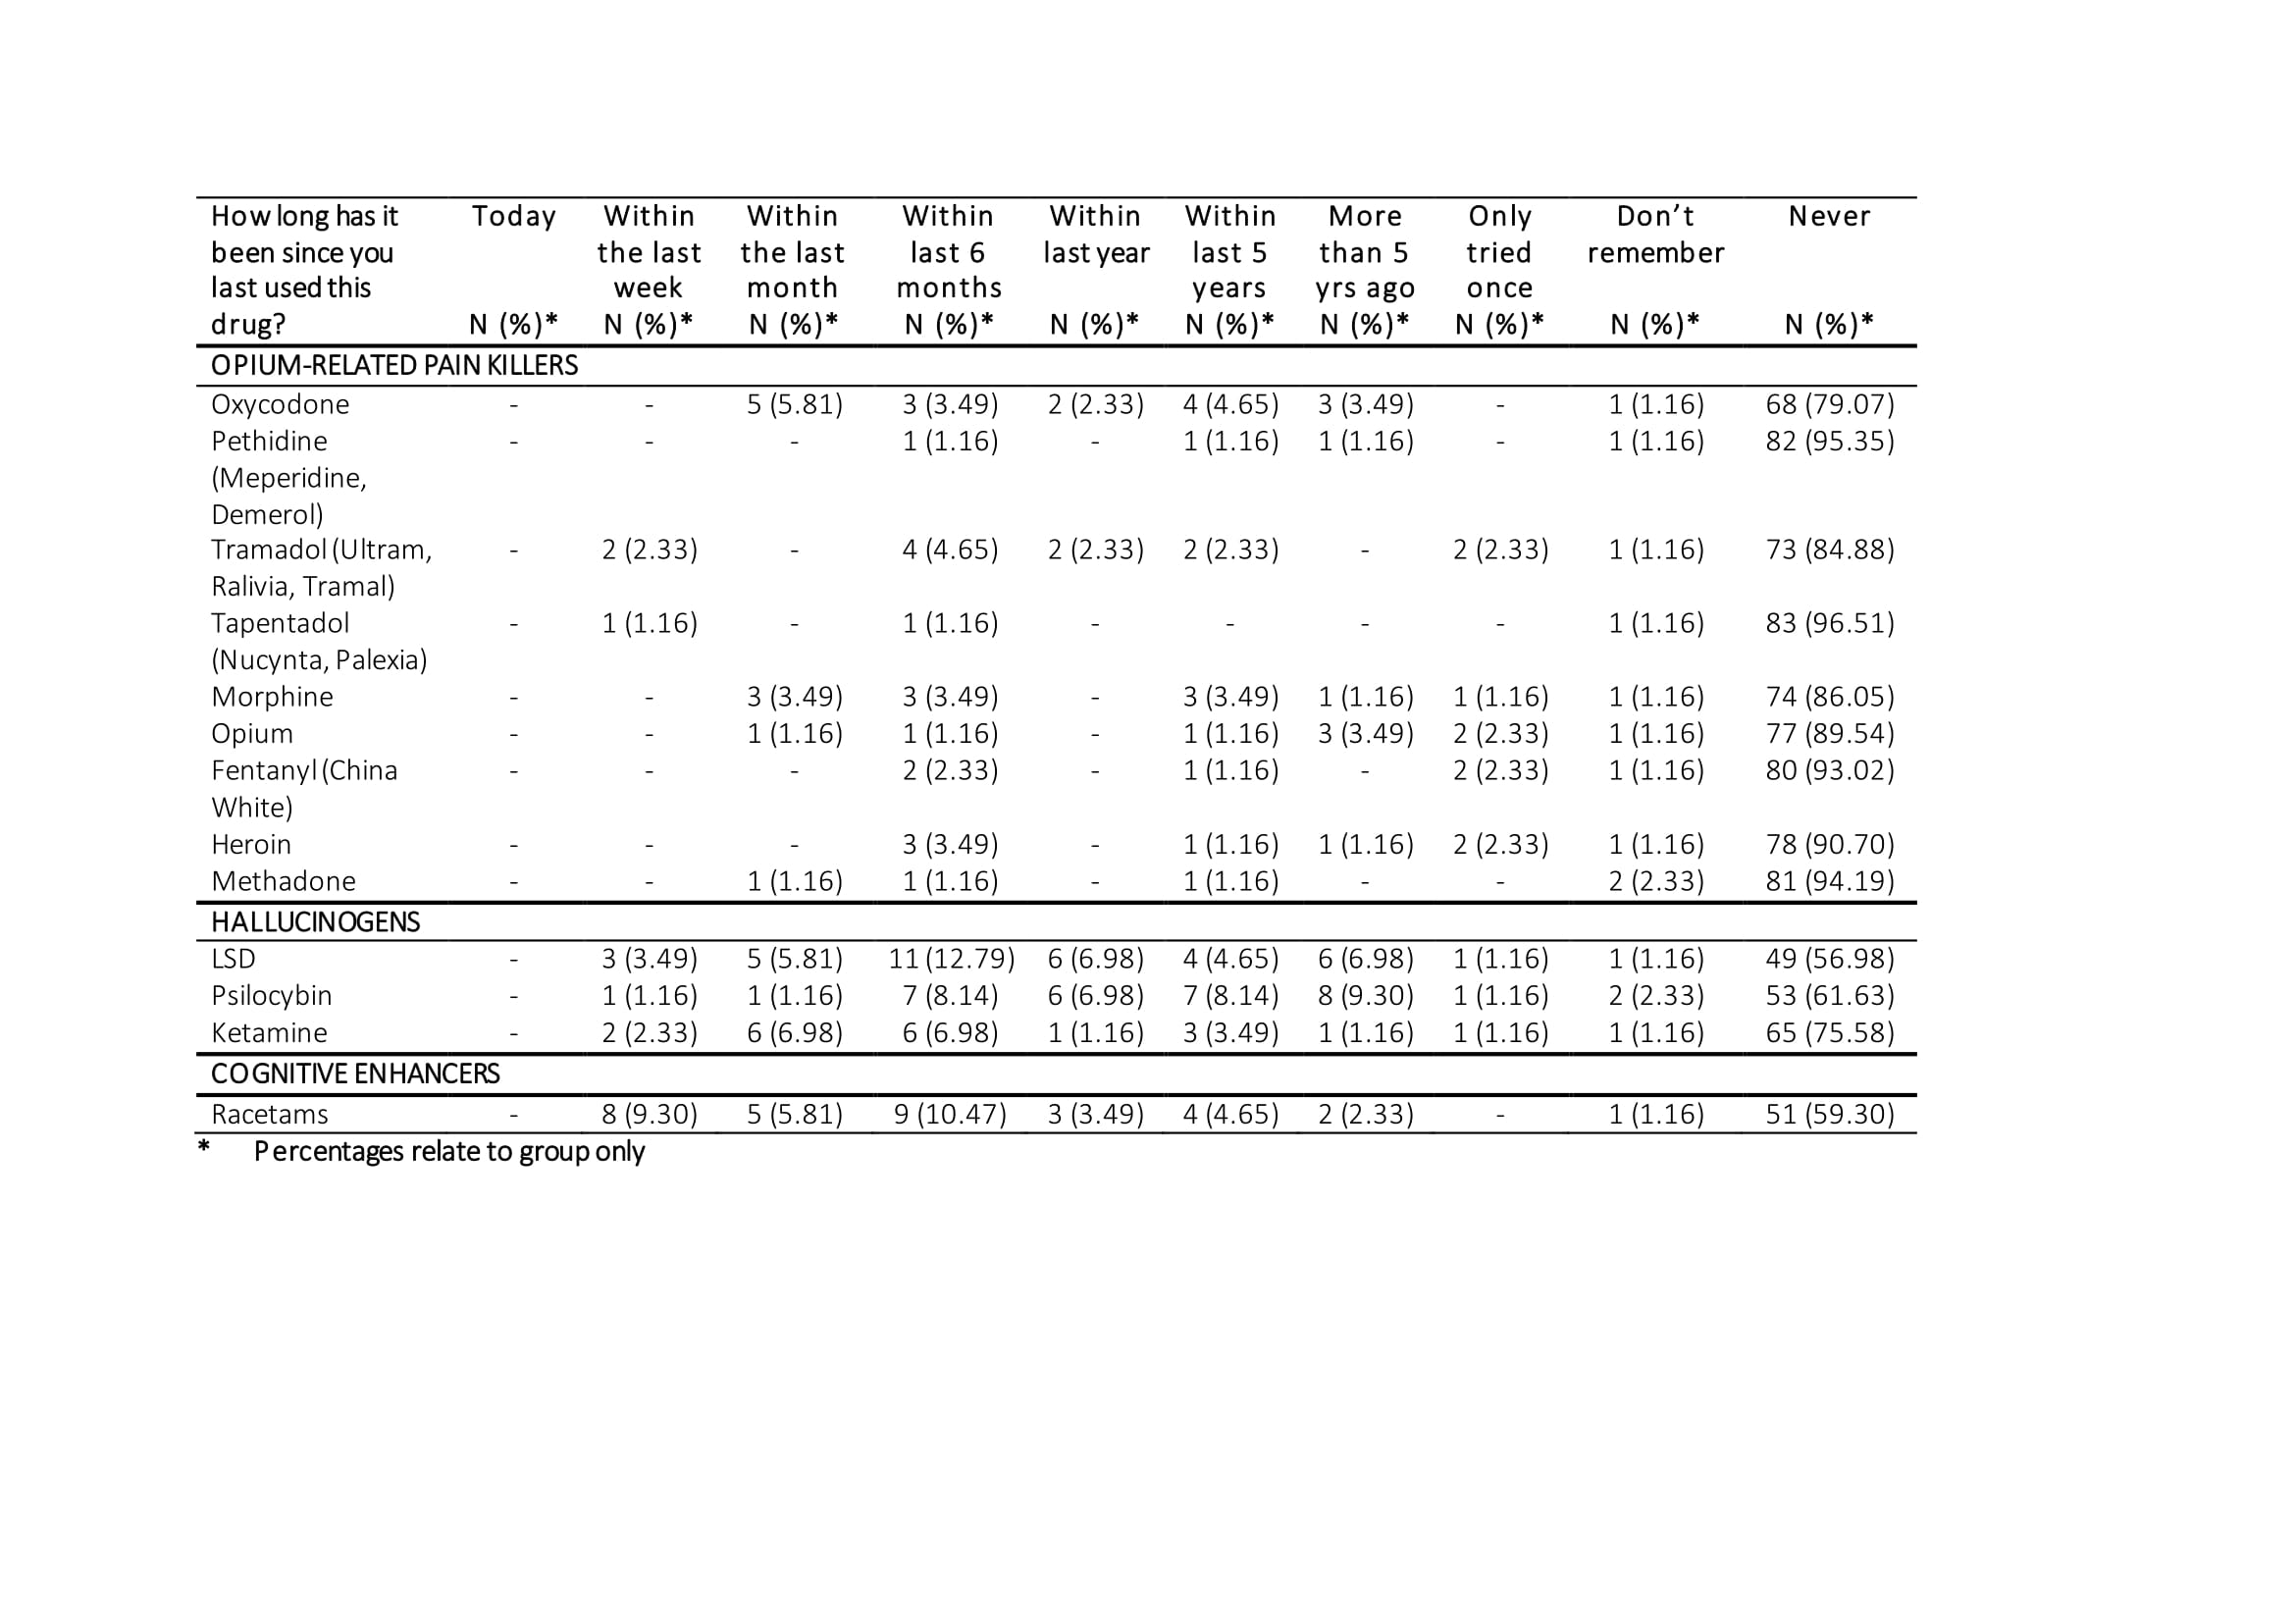 How long has it been since you last used this drug? Today N (%)* Within the last week N (%)* Within the last month N (%)* Within last 6 months N (%)* Within last year N (%)* Within last 5 years N (%)* More than 5 yrs ago N (%)* Only tried once N (%)* Don’t remember N (%)* Never N (%)*
OPIUM-RELATED PAIN KILLERS
Oxycodone - - 5 (5.81) 3 (3.49) 2 (2.33) 4 (4.65) 3 (3.49) - 1 (1.16) 68 (79.07)
Pethidine - - - 1 (1.16) - 1 (1.16) 1 (1.16) - 1 (1.16) 82 (95.35)
(Meperidine,
Demerol)
Tramadol (Ultram, - 2 (2.33) - 4 (4.65) 2 (2.33) 2 (2.33) - 2 (2.33) 1 (1.16) 73 (84.88)
Ralivia, Tramal)
Tapentadol - 1 (1.16) - 1 (1.16) - - - - 1 (1.16) 83 (96.51)
(Nucynta, Palexia)
Morphine - - 3 (3.49) 3 (3.49) - 3 (3.49) 1 (1.16) 1 (1.16) 1 (1.16) 74 (86.05)
Opium - - 1 (1.16) 1 (1.16) - 1 (1.16) 3 (3.49) 2 (2.33) 1 (1.16) 77 (89.54)
Fentanyl (China - - - 2 (2.33) - 1 (1.16) - 2 (2.33) 1 (1.16) 80 (93.02)
White)
Heroin - - - 3 (3.49) - 1 (1.16) 1 (1.16) 2 (2.33) 1 (1.16) 78 (90.70)
Methadone - - 1 (1.16) 1 (1.16) - 1 (1.16) - - 2 (2.33) 81 (94.19)
HALLUCINOGENS
LSD - 3 (3.49) 5 (5.81) 11 (12.79) 6 (6.98) 4 (4.65) 6 (6.98) 1 (1.16) 1 (1.16) 49 (56.98)
Psilocybin - 1 (1.16) 1 (1.16) 7 (8.14) 6 (6.98) 7 (8.14) 8 (9.30) 1 (1.16) 2 (2.33) 53 (61.63)
Ketamine - 2 (2.33) 6 (6.98) 6 (6.98) 1 (1.16) 3 (3.49) 1 (1.16) 1 (1.16) 1 (1.16) 65 (75.58)
COGNITIVE ENHANCERS
Racetams - 8 (9.30) 5 (5.81) 9 (10.47) 3 (3.49) 4 (4.65) 2 (2.33) - 1 (1.16) 51 (59.30)
* Percentages relate to group only